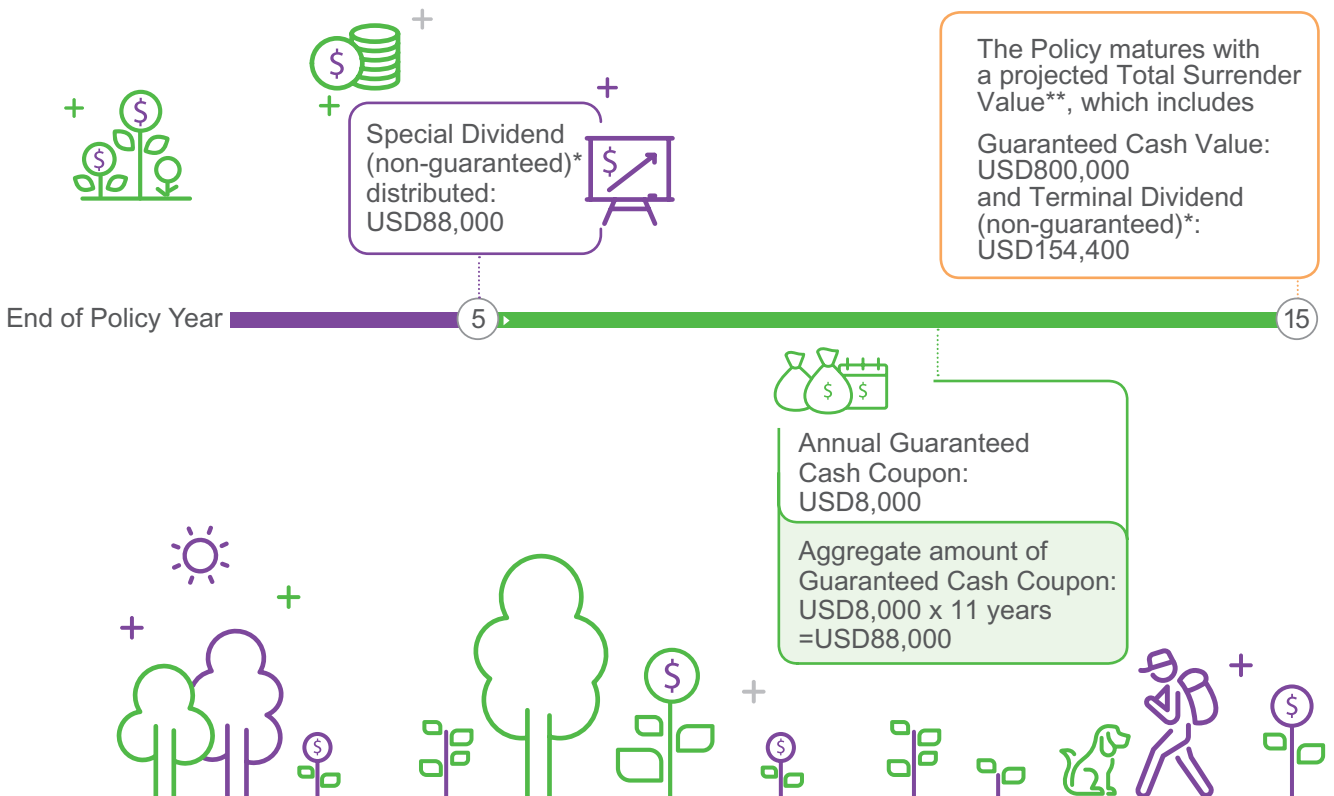 $
$
$
Special Dividend
(non-guaranteed)*
distributed:
USD88,000
$
The Policy matures with
a projected Total Surrender
Value**, which includes
Guaranteed Cash Value:
USD800,000
and Terminal Dividend
(non-guaranteed)*:
USD154,400
End of Policy Year
5
15
$
$
Annual Guaranteed
Cash Coupon:
USD8,000
Aggregate amount of
Guaranteed Cash Coupon:
USD8,000 x 11 years
=USD88,000
$
$
$
$